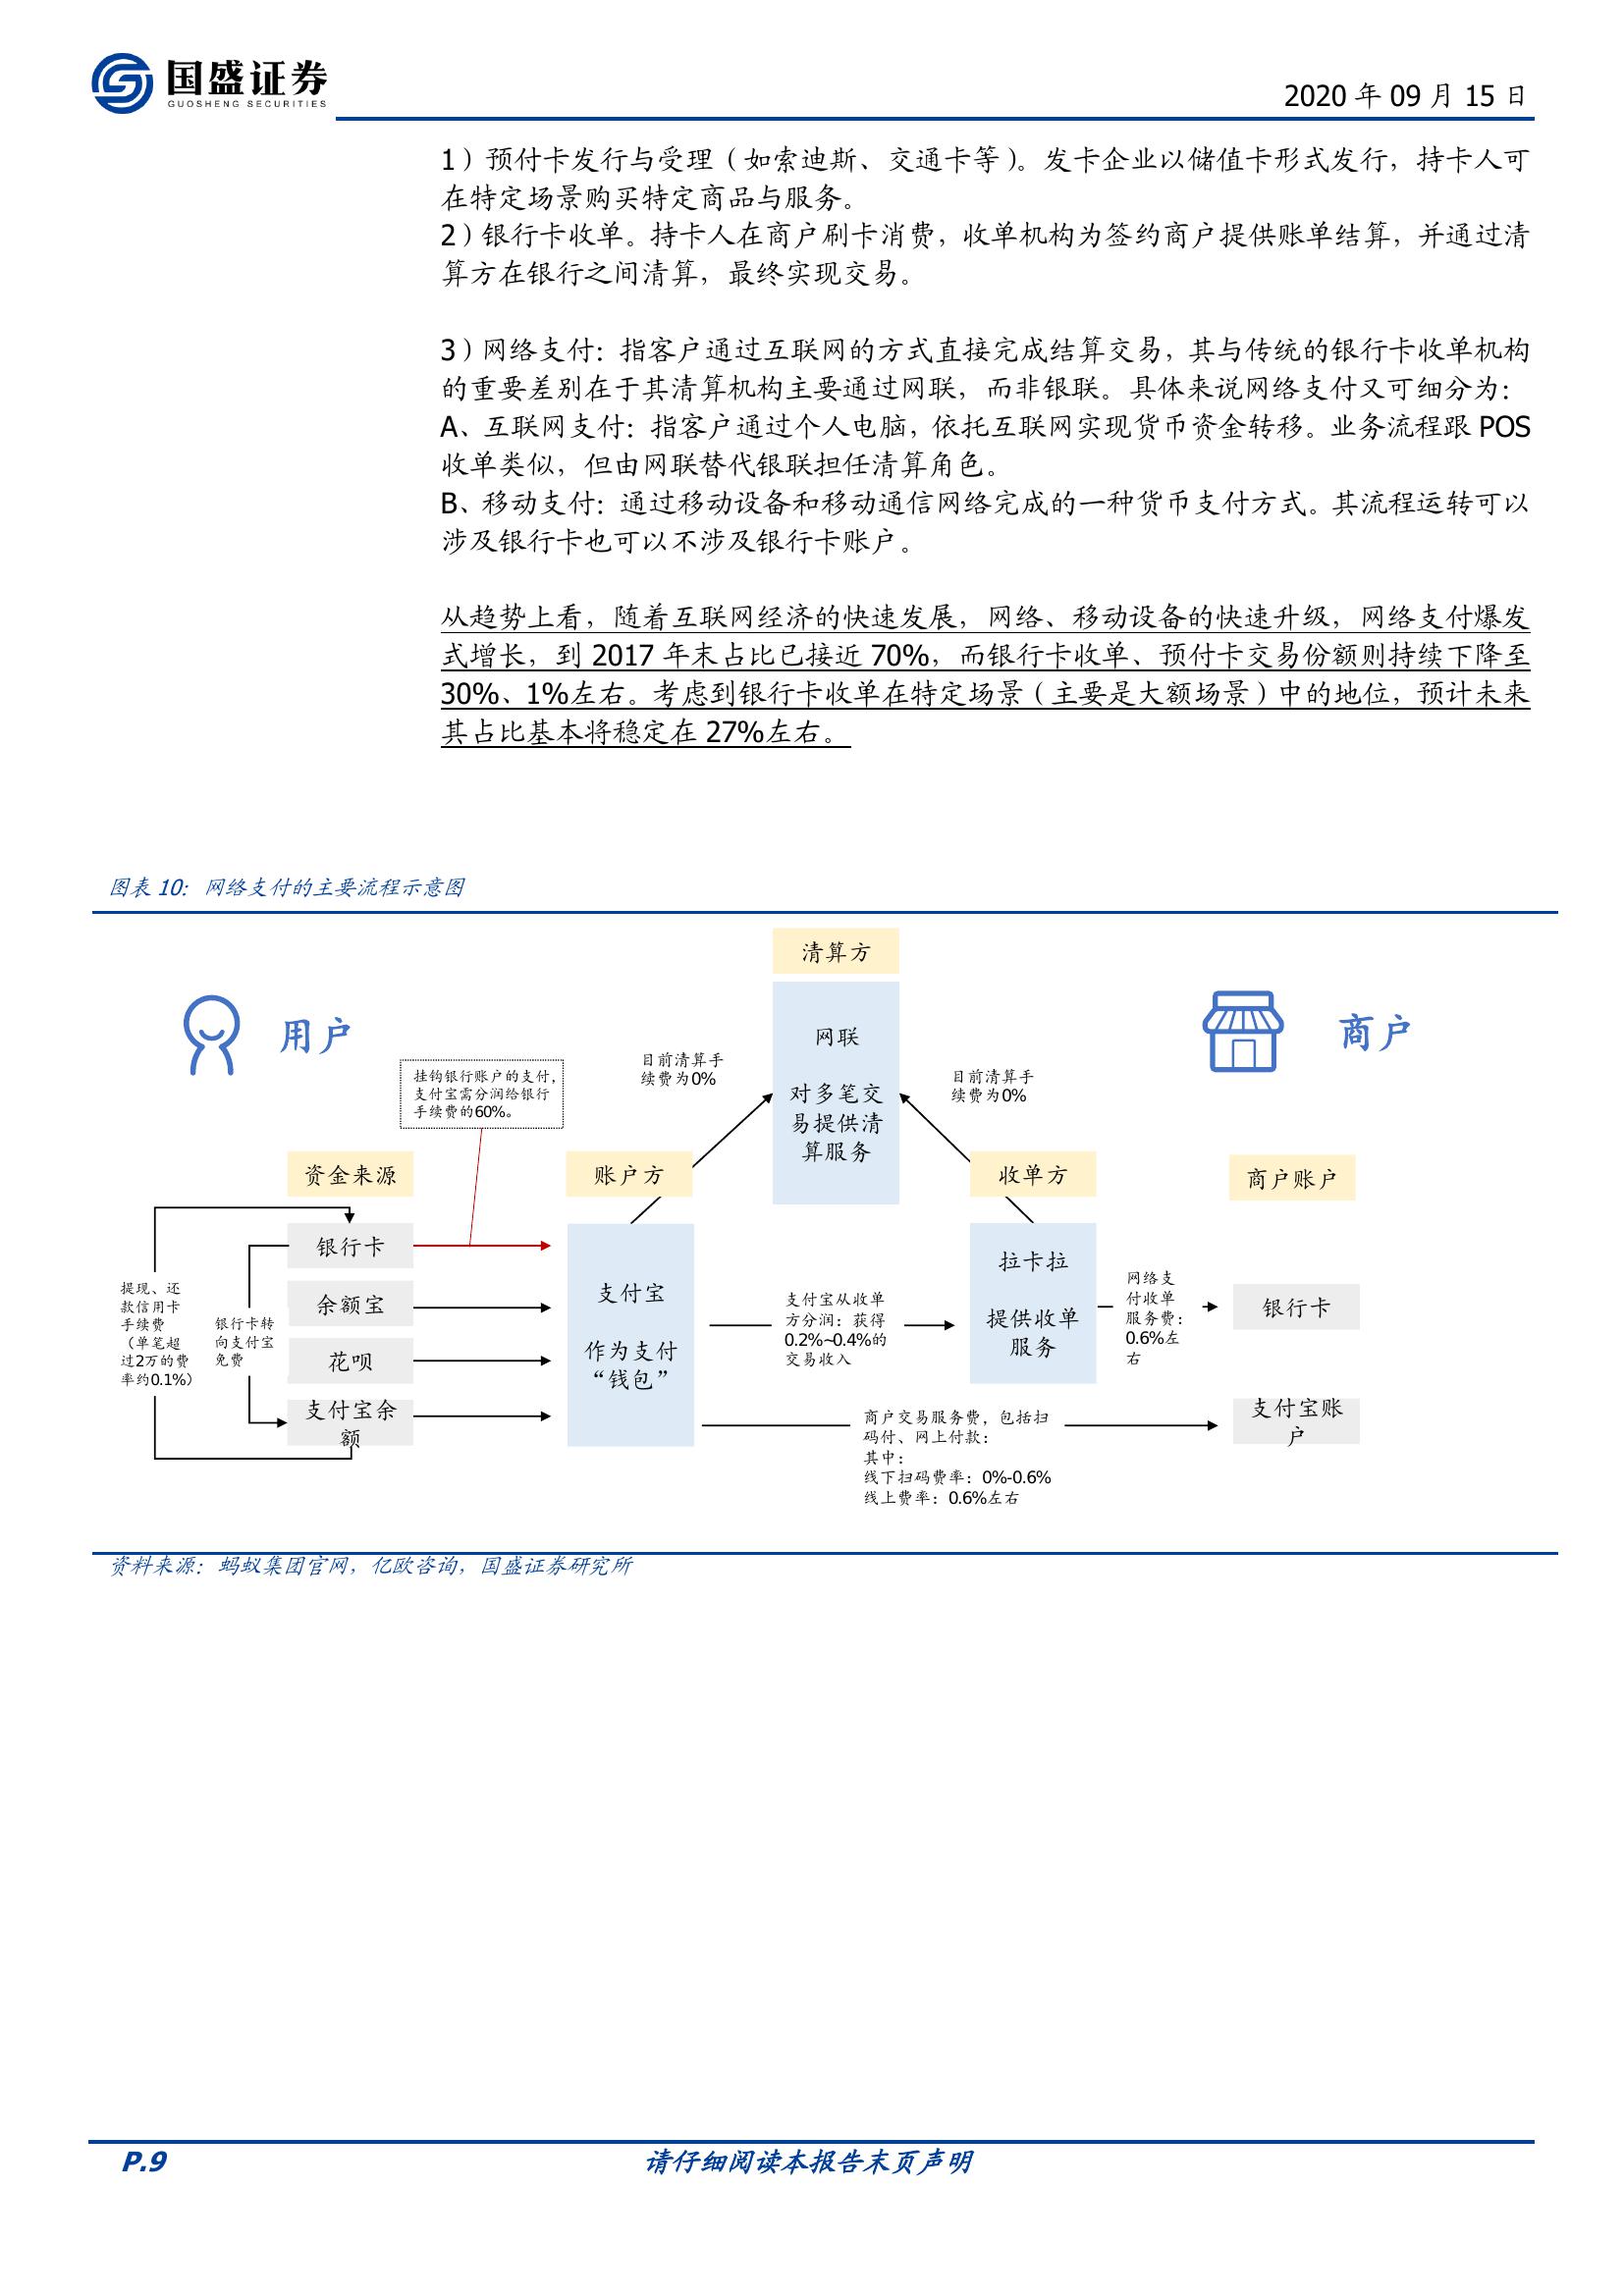 国盛证券
GUOSHENG SECURITIES
2020 年 09 月 15 日
1）预付卡发行与受理（如索迪斯、交通卡等）。发卡企业以储值卡形式发行，持卡人可
在特定场景购买特定商品与服务。
2）银行卡收单。持卡人在商户刷卡消费，收单机构为签约商户提供账单结算，并通过清
算方在银行之间清算，最终实现交易。
3）网络支付：指客户通过互联网的方式直接完成结算交易，其与传统的银行卡收单机构
的重要差别在于其清算机构主要通过网联，而非银联。具体来说网络支付又可细分为：
A、互联网支付：指客户通过个人电脑，依托互联网实现货币资金转移。业务流程跟 POS
收单类似，但由网联替代银联担任清算角色。
B、移动支付：通过移动设备和移动通信网络完成的一种货币支付方式。其流程运转可以
涉及银行卡也可以不涉及银行卡账户。
从趋势上看，随着互联网经济的快速发展，网络、移动设备的快速升级，网络支付爆发
式增长，到 2017 年末占比已接近 70%，而银行卡收单、预付卡交易份额则持续下降至
30%、1%左右。考虑到银行卡收单在特定场景（主要是大额场景）中的地位，预计未来
其占比基本将稳定在 27%左右。
图表 10： 网络支付的主要流程示意图
清算方
网联
对多笔交
易提供清
算服务
用户
商户
挂钩银行账户的支付，
支付宝需分润给银行
手续费的60%。
目前清算手
续费为0%
目前清算手
续费为0%
资金来源
账户方
收单方
商户账户
银行卡
余额宝
花呗
支付宝余
额
提现、还
款信用卡
手续费
（单笔超
过2万的费
率约0.1%）
银行卡转
向支付宝
免费
支付宝
作为支付
“钱包”
支付宝从收单
方分润：获得
0.2%~0.4%的
交易收入
拉卡拉
提供收单
服务
网络支
付收单
服务费：
0.6%左
右
银行卡
商户交易服务费，包括扫
码付、网上付款：
其中：
线下扫码费率：0%-0.6%
线上费率：0.6%左右
支付宝账
户
资料来源：蚂蚁集团官网，亿欧咨询，国盛证券研究所
P.9
请仔细阅读本报告末页声明